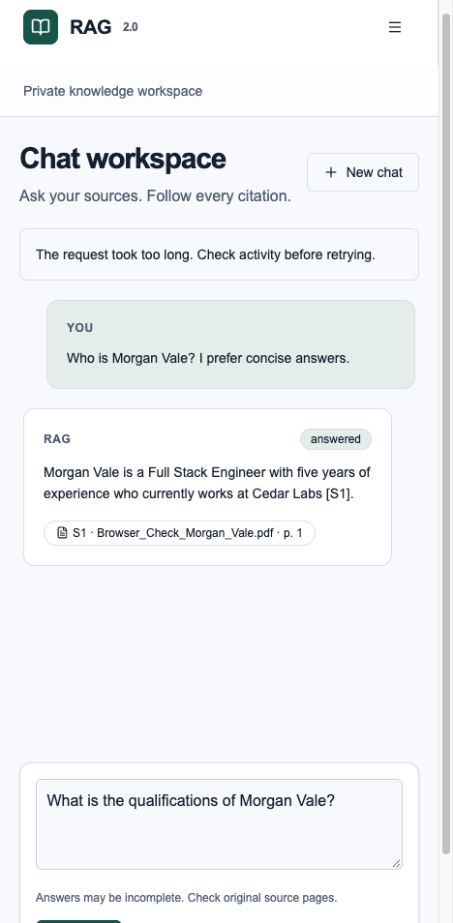 RAG 2.0
Private knowledge workspace
Chat workspace
+ New chat
Ask your sources. Follow every citation.
The request took too long. Check activity before retrying.
YOU
Who is Morgan Vale? I prefer concise answers.
RAG
answered
Morgan Vale is a Full Stack Engineer with five years of
experience who currently works at Cedar Labs [S1].
S1 · Browser_Check_Morgan_Vale.pdf · p. 1
What is the qualifications of Morgan Vale?
Answers may be incomplete. Check original source pages.